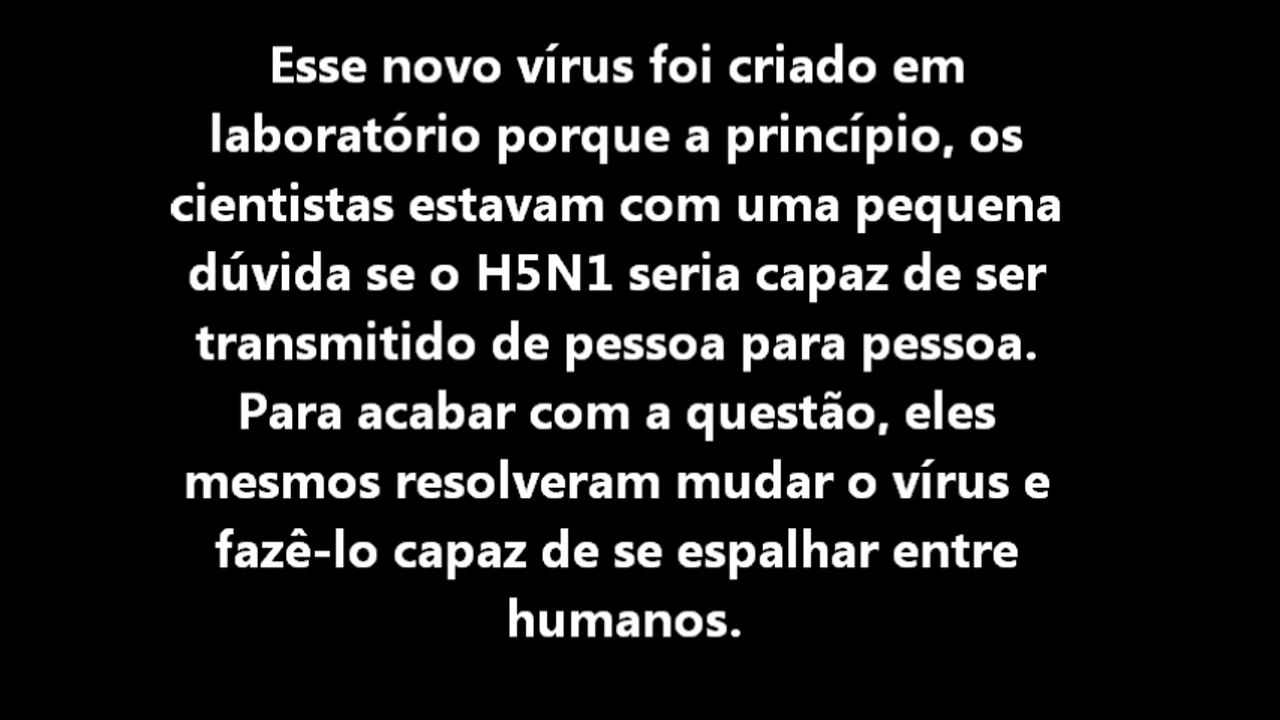 Esse novo vírus foi criado em
laboratório porque a princípio, os
cientistas estavam com uma pequena
dúvida se o H5N1 seria capaz de ser
transmitido de pessoa para pessoa.
Para acabar com a questão, eles
mesmos resolveram mudar o vírus e
fazê-lo capaz de se espalhar entre
humanos.